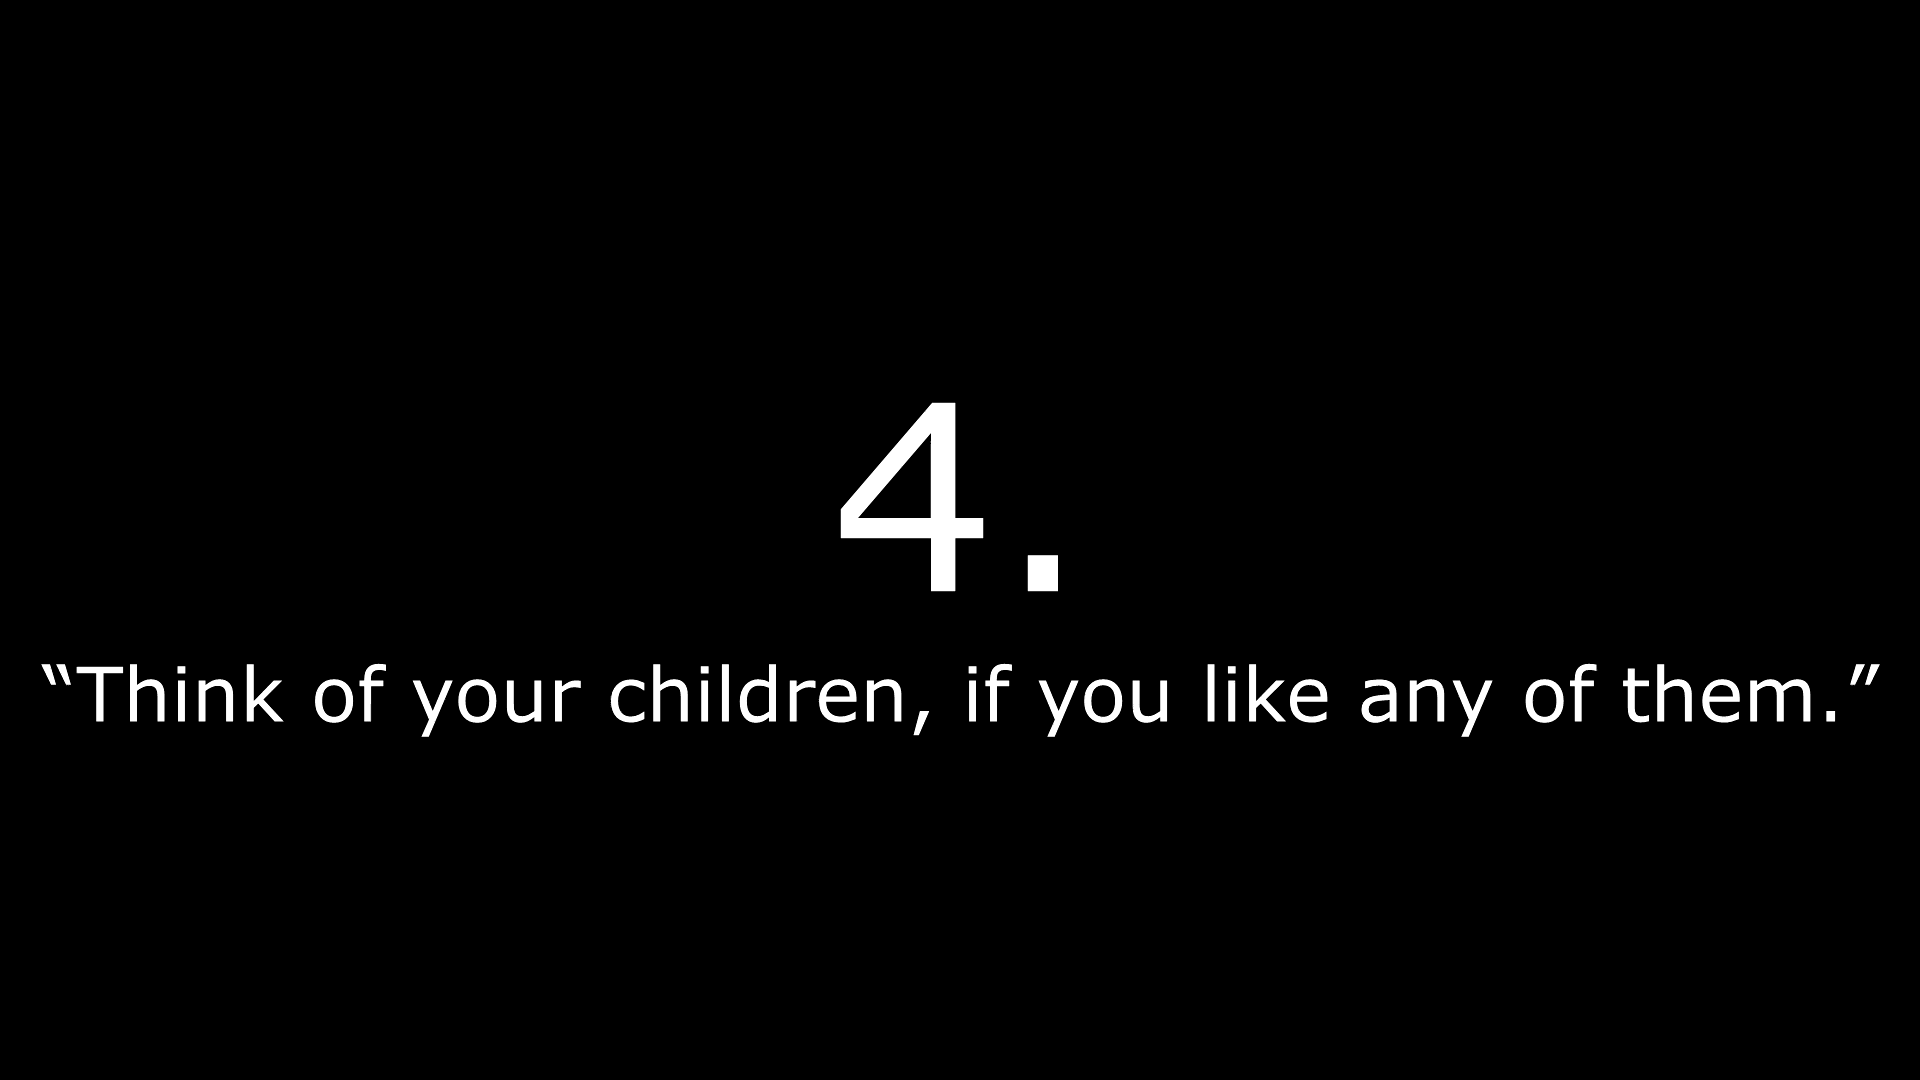 4.
“Think of your children, if you like any of them.”